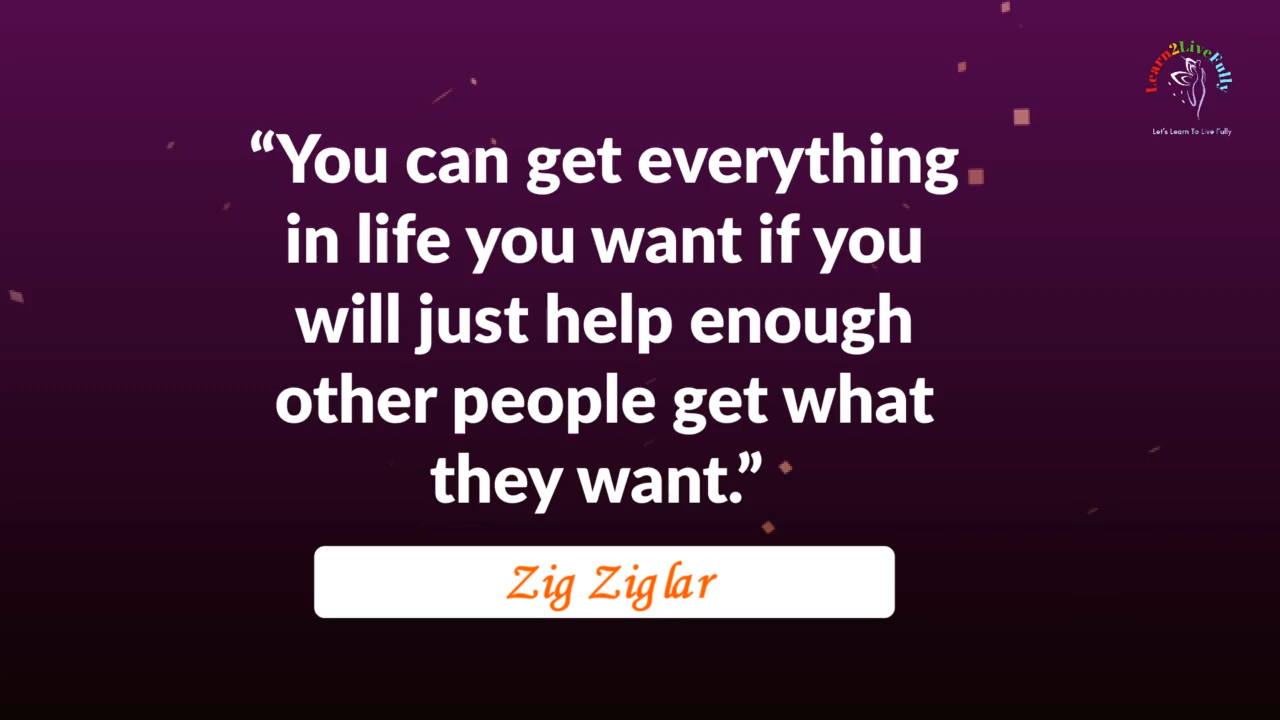 Learn2LiveFully
Let's Learn To Live Fully
“You can get everything
in life you want if you
will just help enough
other people get what
they want.”
Zig Ziglar